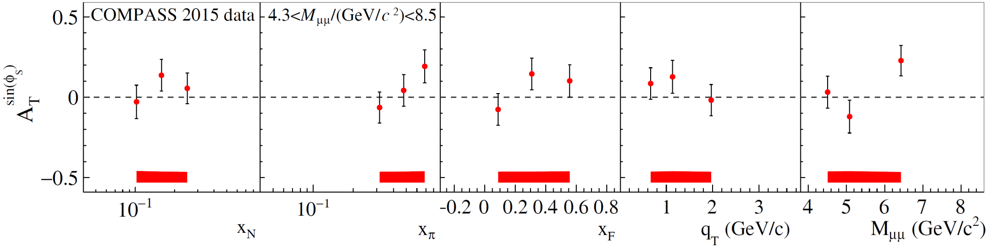 COMPASS 2015 data
4.3<Mμμ/(GeV/c ²)<8.5
A_T^sin(ϕ_S)
0.5
0
−0.5
10⁻¹
10⁻¹
-0.2 0 0.2 0.4 0.6 0.8
1 2 3
4 5 6 7 8
x_N
x_π
x_F
q_T (GeV/c)
M_μμ (GeV/c²)